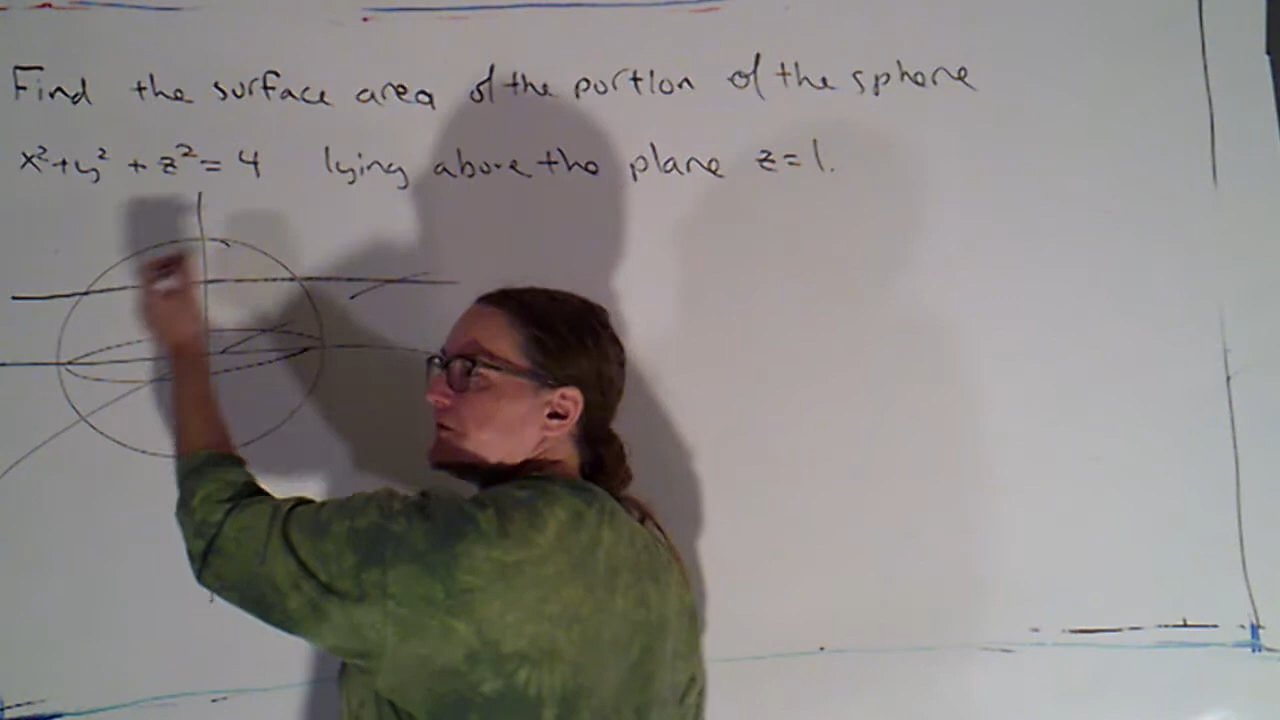 Find the surface area of the portion of the sphere
x²+y²+z²=4 lying above the plane z=1.